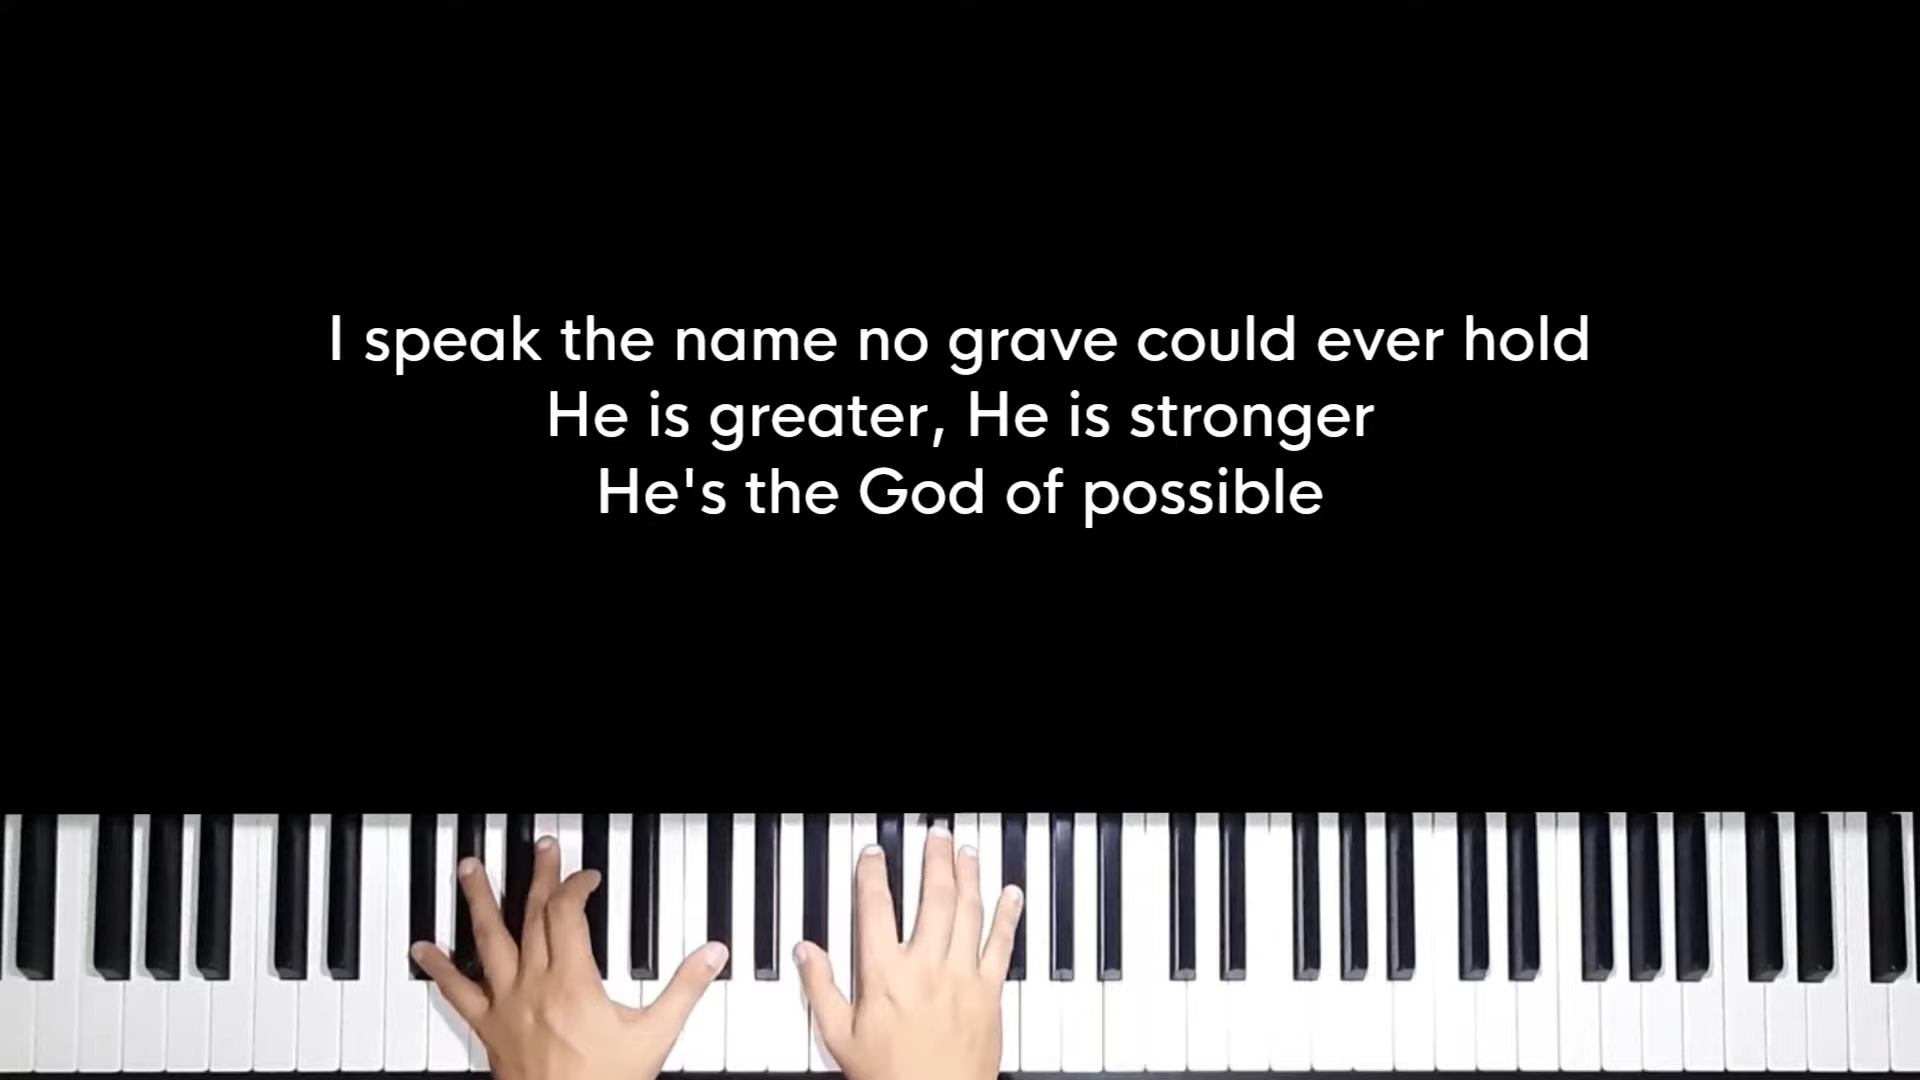 I speak the name no grave could ever hold
He is greater, He is stronger
He's the God of possible